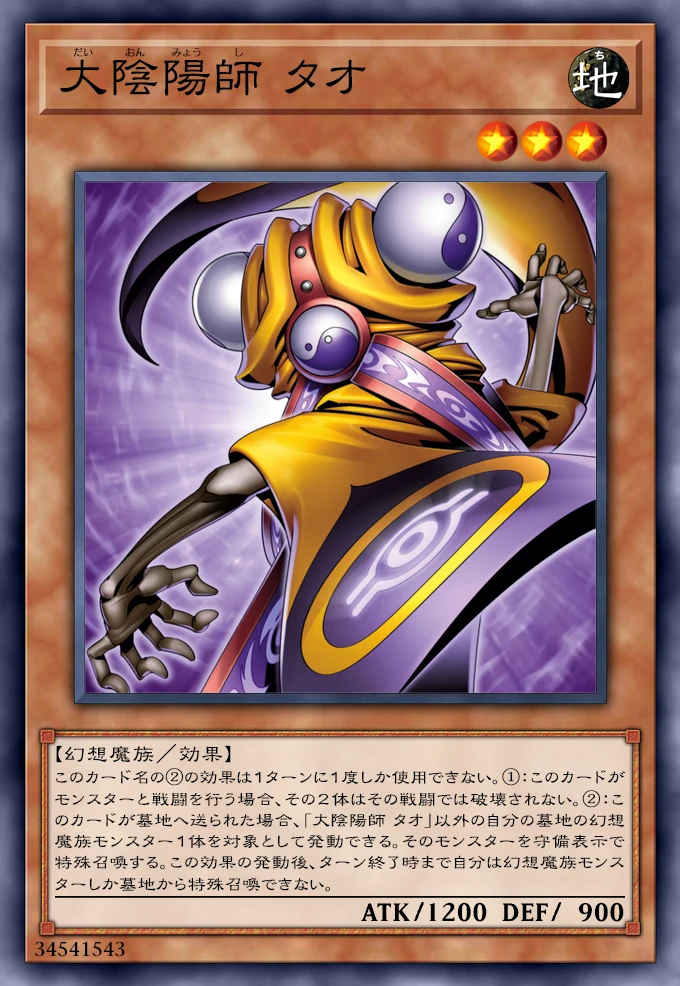 だい おん みょう し
大陰陽師 タオ
ち
地
【幻想魔族／効果】
このカード名の②の効果は１ターンに１度しか使用できない。①：このカードが
モンスターと戦闘を行う場合、その２体はその戦闘では破壊されない。②：こ
のカードが墓地へ送られた場合、「大陰陽師 タオ」以外の自分の墓地の幻想
魔族モンスター１体を対象として発動できる。そのモンスターを守備表示で
特殊召喚する。この効果の発動後、ターン終了時まで自分は幻想魔族モンス
ターしか墓地から特殊召喚できない。
ATK/1200 DEF/ 900
34541543